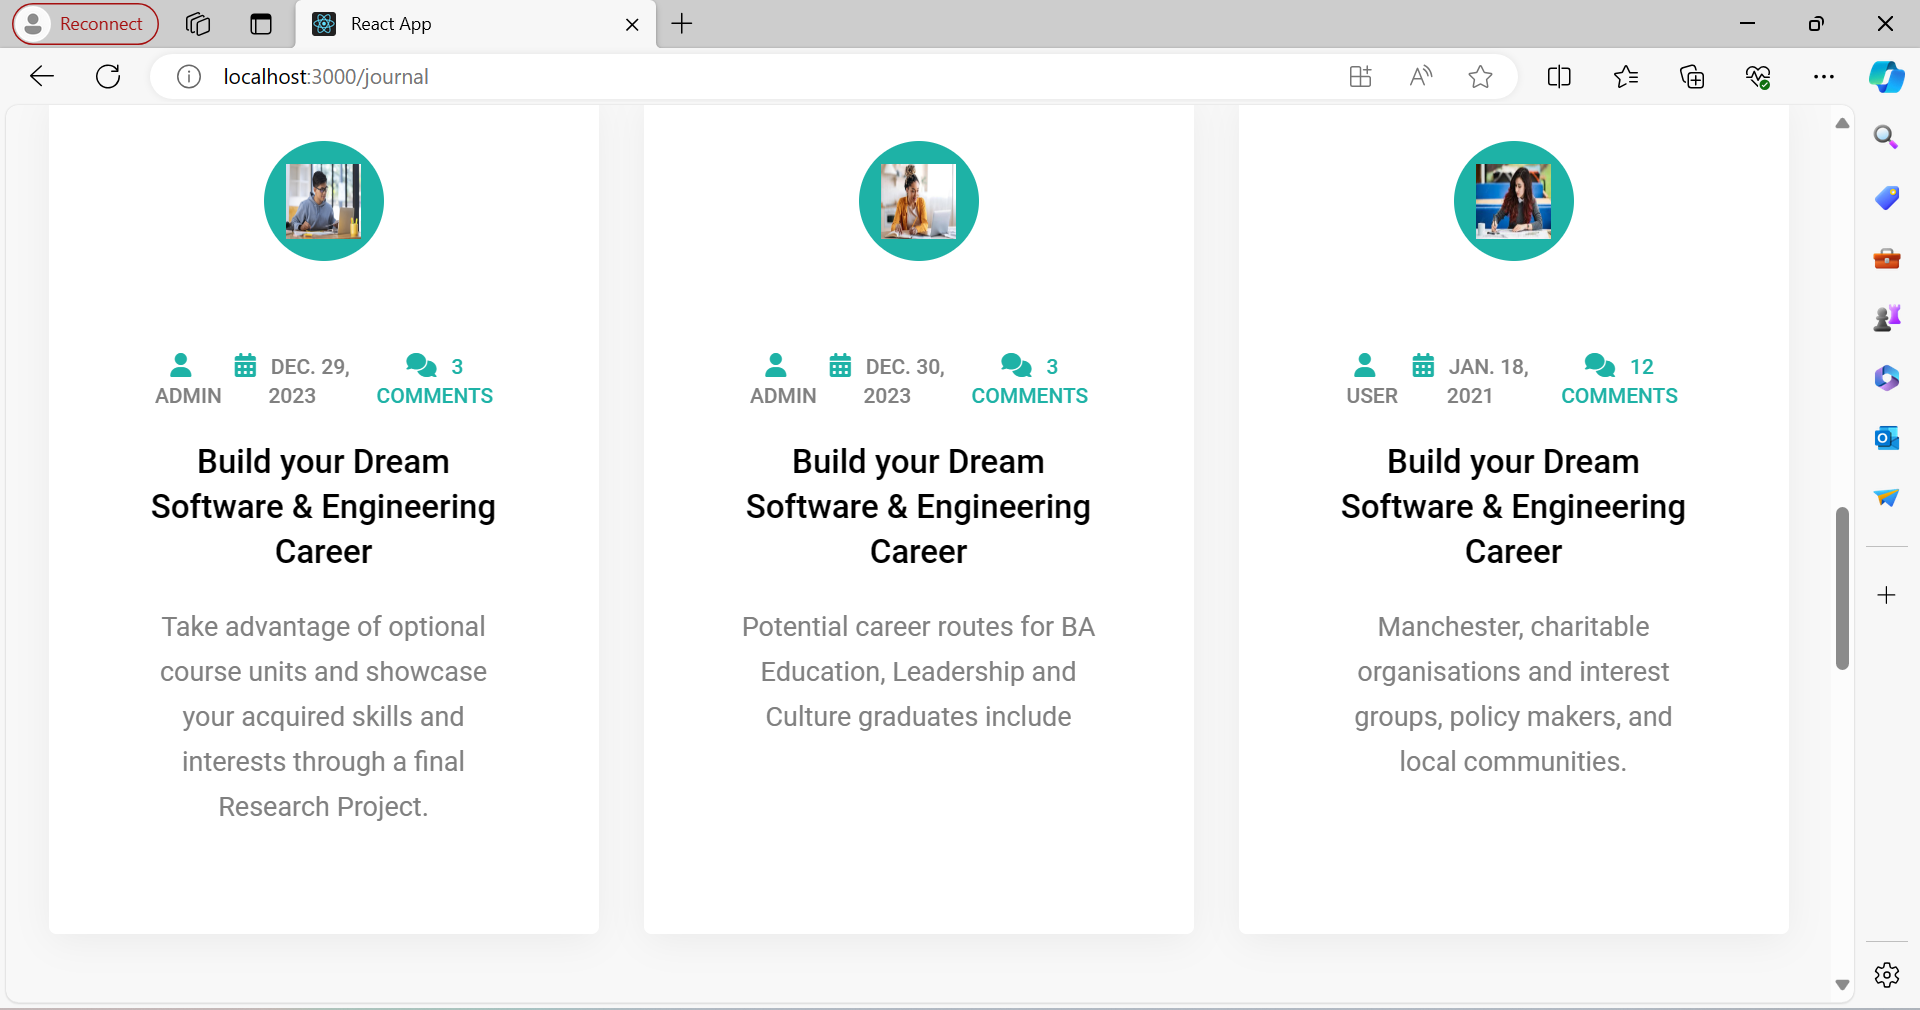 Reconnect
React App
localhost:3000/journal
DEC. 29, 3
ADMIN 2023 COMMENTS
Build your Dream
Software & Engineering
Career
Take advantage of optional
course units and showcase
your acquired skills and
interests through a final
Research Project.
DEC. 30, 3
ADMIN 2023 COMMENTS
Build your Dream
Software & Engineering
Career
Potential career routes for BA
Education, Leadership and
Culture graduates include
JAN. 18, 12
USER 2021 COMMENTS
Build your Dream
Software & Engineering
Career
Manchester, charitable
organisations and interest
groups, policy makers, and
local communities.